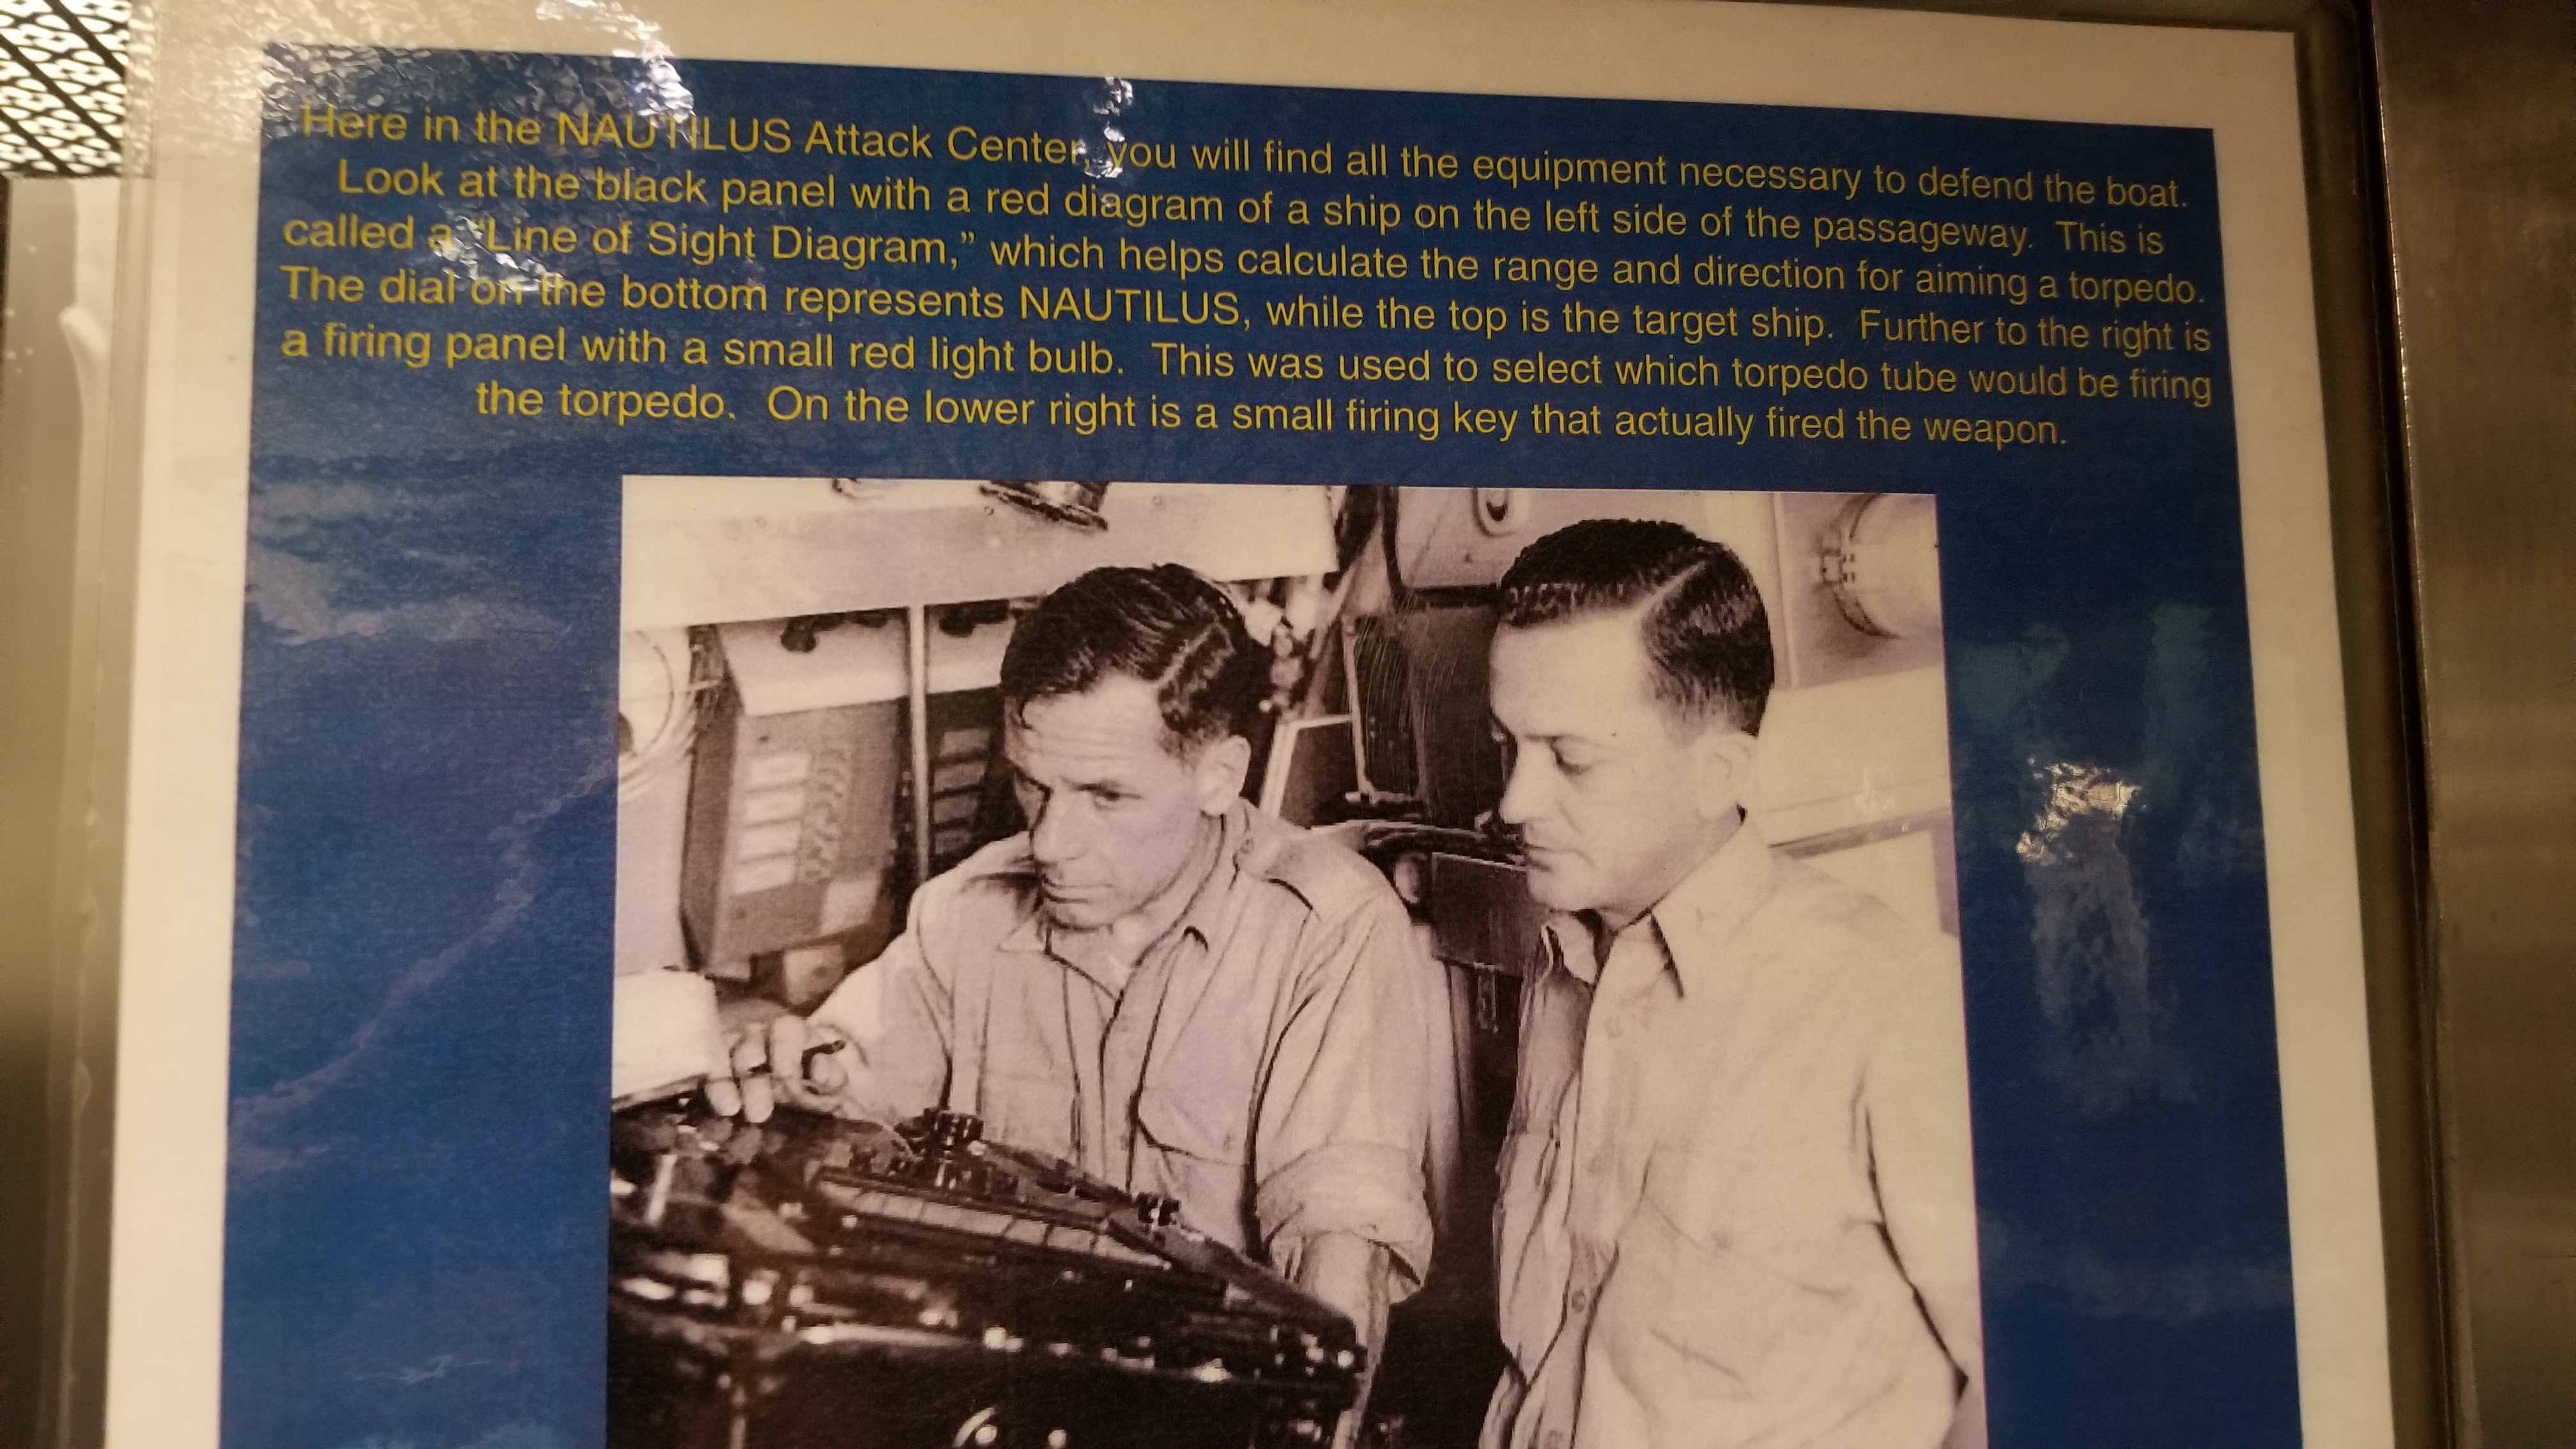 Here in the NAUTILUS Attack Center, you will find all the equipment necessary to defend the boat.
Look at the black panel with a red diagram of a ship on the left side of the passageway.  This is
called a “Line of Sight Diagram,” which helps calculate the range and direction for aiming a torpedo.
The dial on the bottom represents NAUTILUS, while the top is the target ship.  Further to the right is
a firing panel with a small red light bulb.  This was used to select which torpedo tube would be firing
the torpedo.  On the lower right is a small firing key that actually fired the weapon.